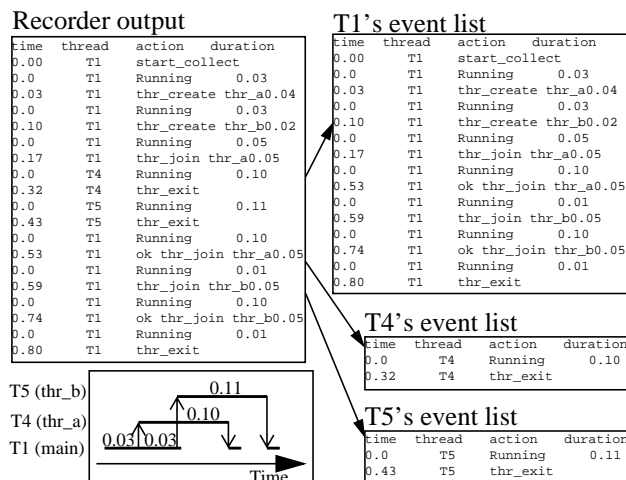 Recorder output
time thread action duration
0.00 T1 start_collect
0.0 T1 Running 0.03
0.03 T1 thr_create thr_a0.04
0.0 T1 Running 0.03
0.10 T1 thr_create thr_b0.02
0.0 T1 Running 0.05
0.17 T1 thr_join thr_a0.05
0.0 T4 Running 0.10
0.32 T4 thr_exit
0.0 T5 Running 0.11
0.43 T5 thr_exit
0.0 T1 Running 0.10
0.53 T1 ok thr_join thr_a0.05
0.0 T1 Running 0.01
0.59 T1 thr_join thr_b0.05
0.0 T1 Running 0.10
0.74 T1 ok thr_join thr_b0.05
0.0 T1 Running 0.01
0.80 T1 thr_exit
T5 (thr_b) 0.11
T4 (thr_a) 0.10
T1 (main) 0.03 0.03
Time
T1's event list
time thread action duration
0.00 T1 start_collect
0.0 T1 Running 0.03
0.03 T1 thr_create thr_a0.04
0.0 T1 Running 0.03
0.10 T1 thr_create thr_b0.02
0.0 T1 Running 0.05
0.17 T1 thr_join thr_a0.05
0.0 T1 Running 0.10
0.53 T1 ok thr_join thr_a0.05
0.0 T1 Running 0.01
0.59 T1 thr_join thr_b0.05
0.0 T1 Running 0.10
0.74 T1 ok thr_join thr_b0.05
0.0 T1 Running 0.01
0.80 T1 thr_exit
T4's event list
time thread action duration
0.0 T4 Running 0.10
0.32 T4 thr_exit
T5's event list
time thread action duration
0.0 T5 Running 0.11
0.43 T5 thr_exit